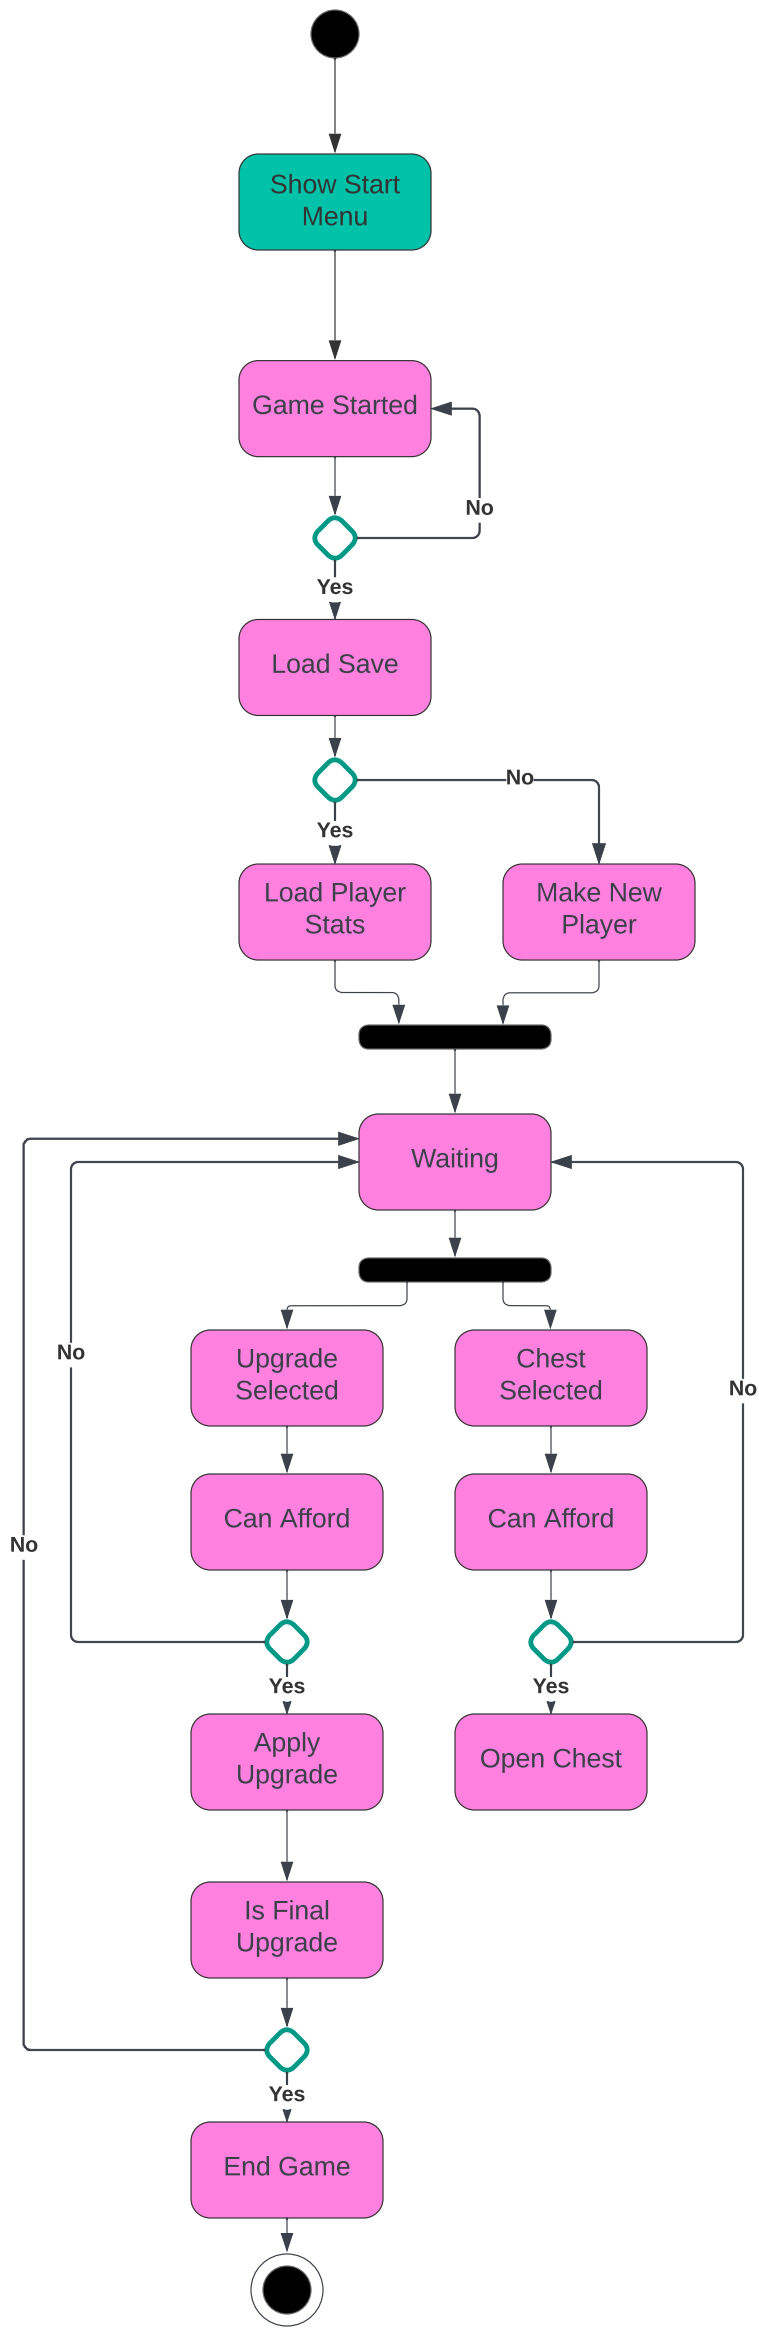 Show Start
Menu
Game Started
No
Yes
Load Save
No
Yes
Load Player
Stats
Make New
Player
Waiting
No
Upgrade
Selected
Chest
Selected
No
Can Afford
Can Afford
No
Yes
Yes
Apply
Upgrade
Open Chest
Is Final
Upgrade
Yes
End Game